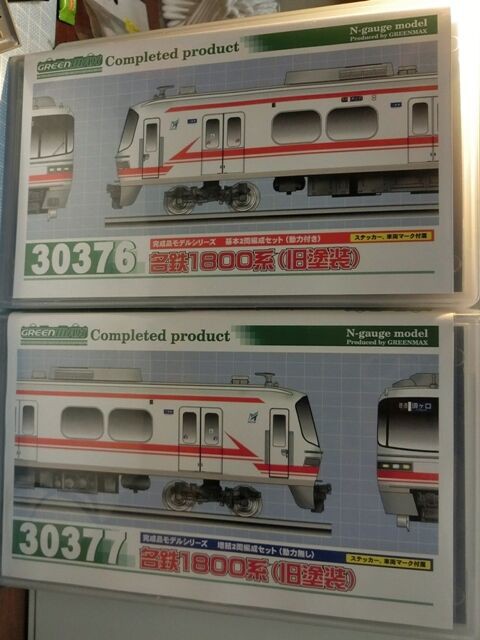 GREENMAX Completed product
N-gauge model
Produced by GREENMAX
30376
完成品モデルシリーズ 基本2両編成セット(動力付き)
ステッカー、車両マーク付属
名鉄1800系(旧塗装)
GREENMAX Completed product
N-gauge model
Produced by GREENMAX
30377
完成品モデルシリーズ 増結2両編成セット(動力無し)
ステッカー、車両マーク付属
名鉄1800系(旧塗装)